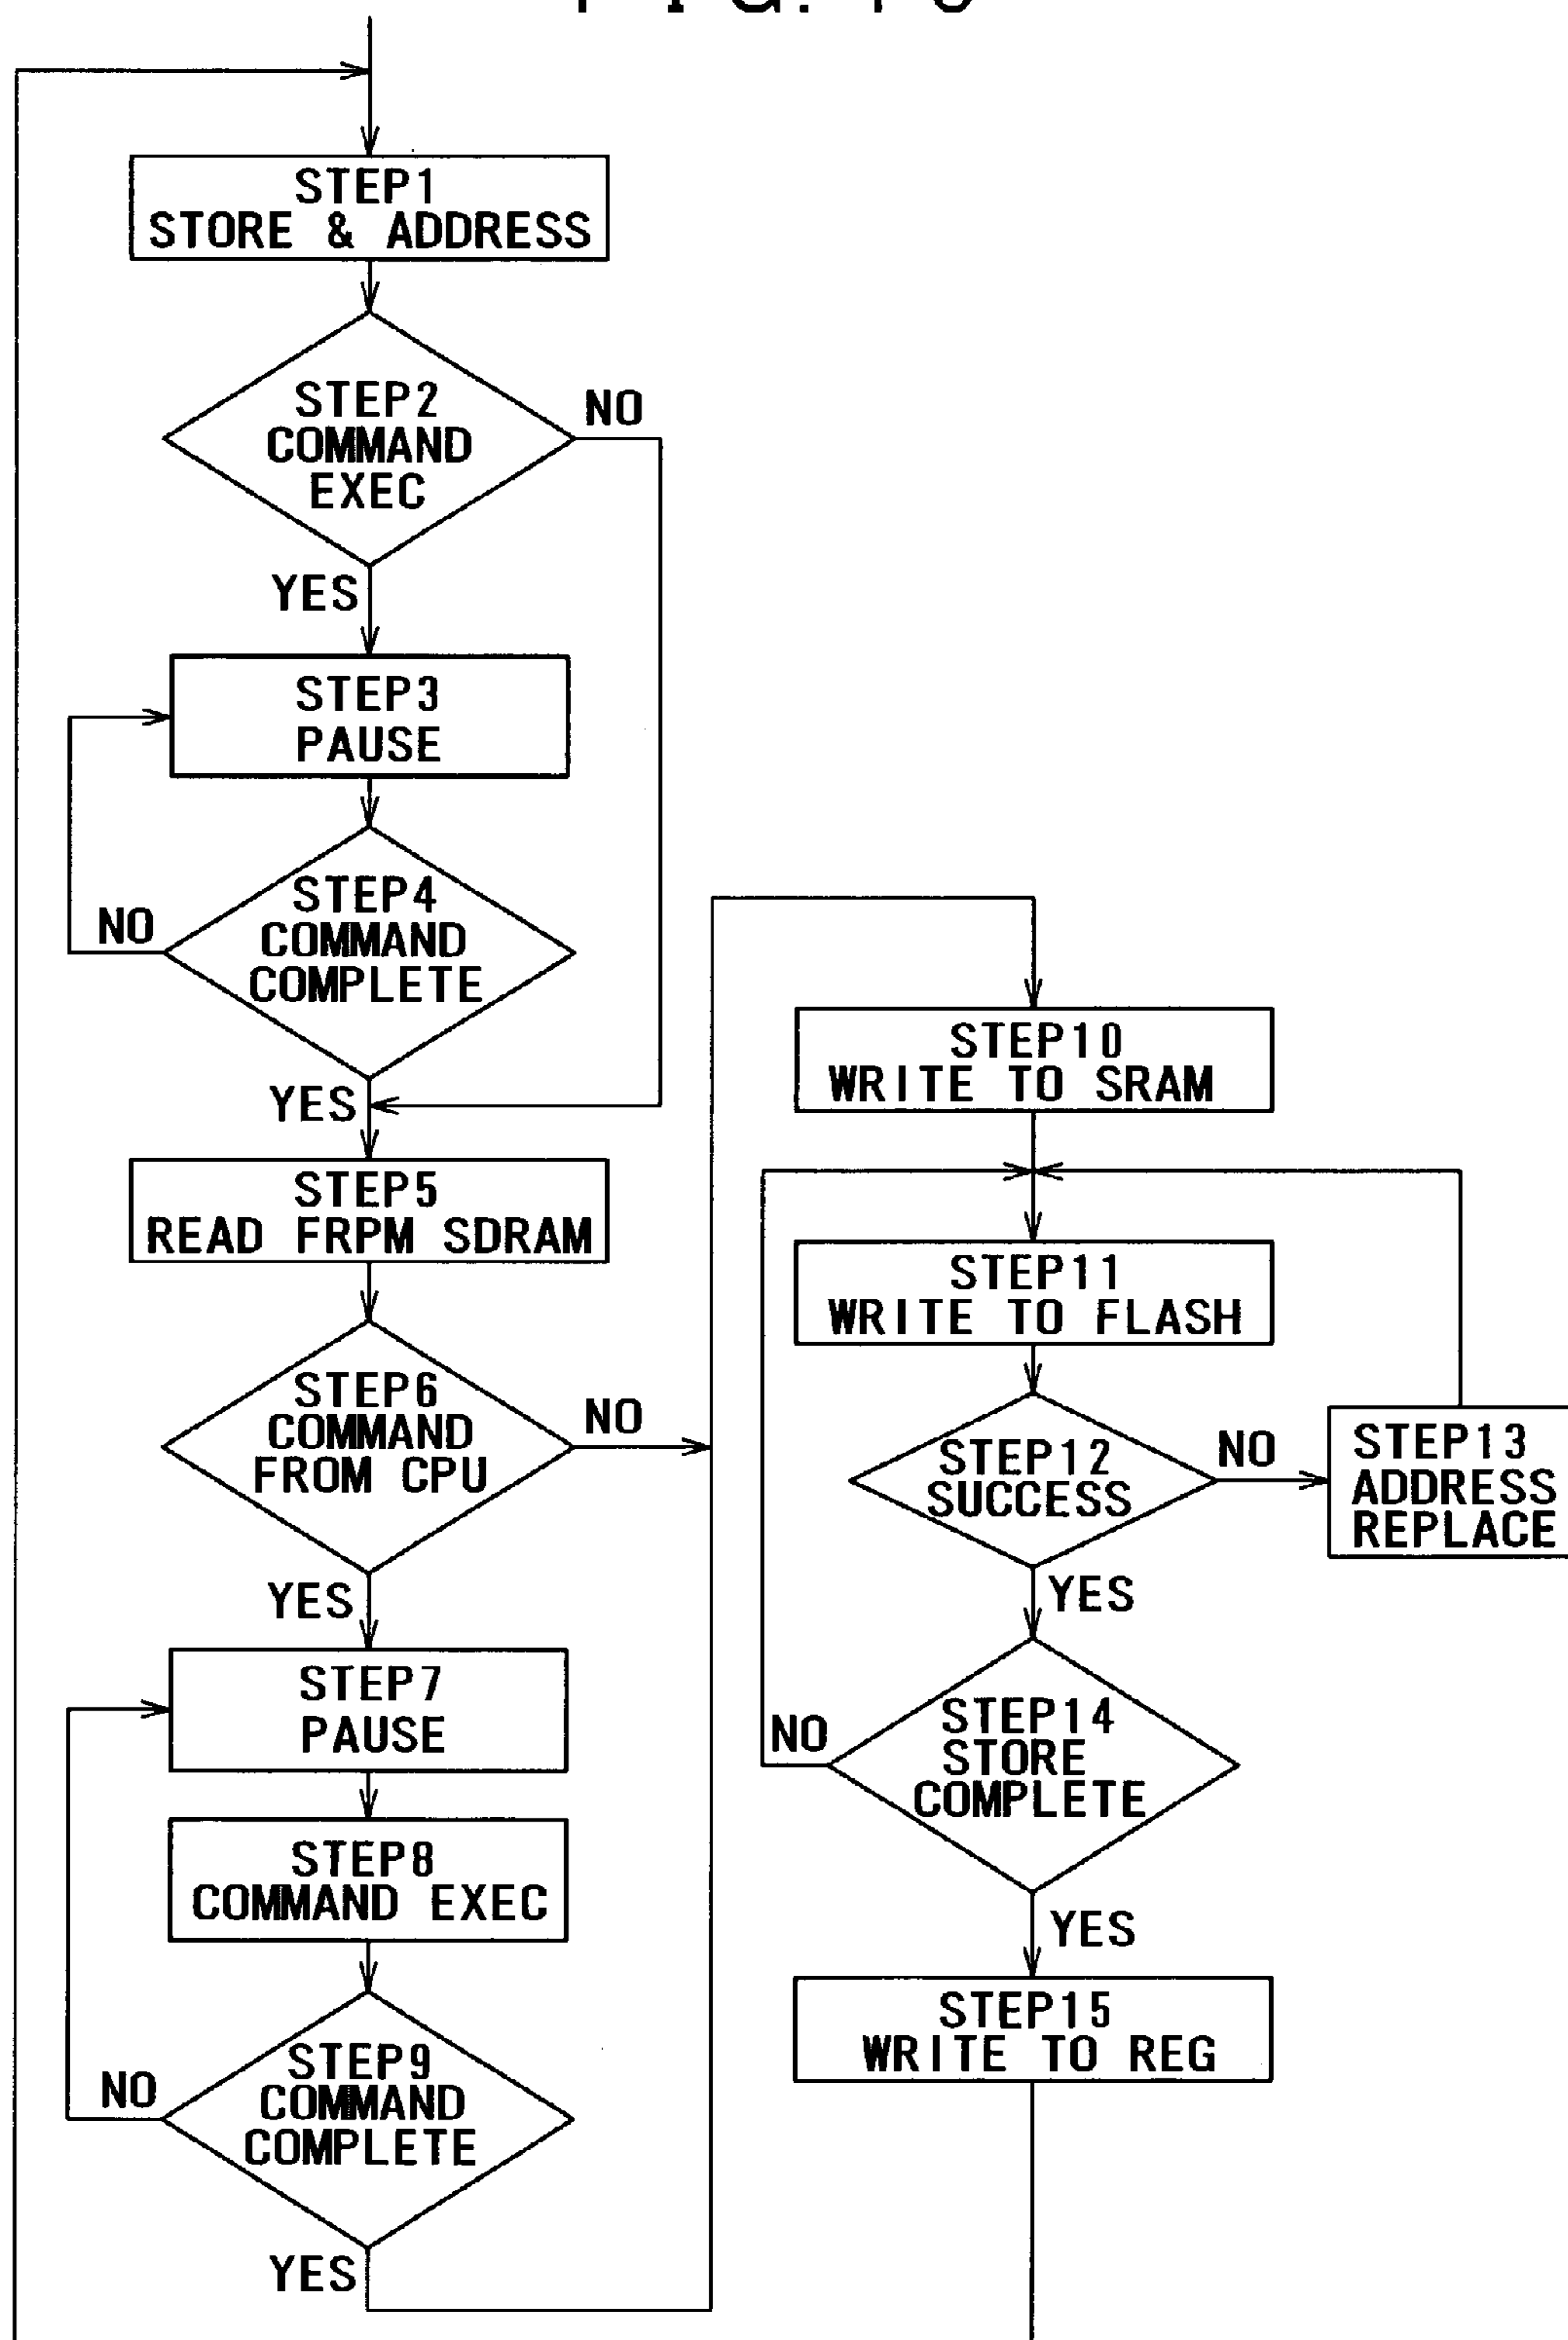 FIG.
STEP1
STORE & ADDRESS
STEP2
COMMAND
EXEC
NO
YES
STEP3
PAUSE
STEP4
COMMAND
COMPLETE
NO
YES
STEP5
READ FRPM SDRAM
STEP6
COMMAND
FROM CPU
NO
YES
STEP7
PAUSE
STEP8
COMMAND EXEC
STEP9
COMMAND
COMPLETE
NO
YES
STEP10
WRITE TO SRAM
STEP11
WRITE TO FLASH
STEP12
SUCCESS
NO
STEP13
ADDRESS
REPLACE
YES
STEP14
STORE
COMPLETE
NO
YES
STEP15
WRITE TO REG